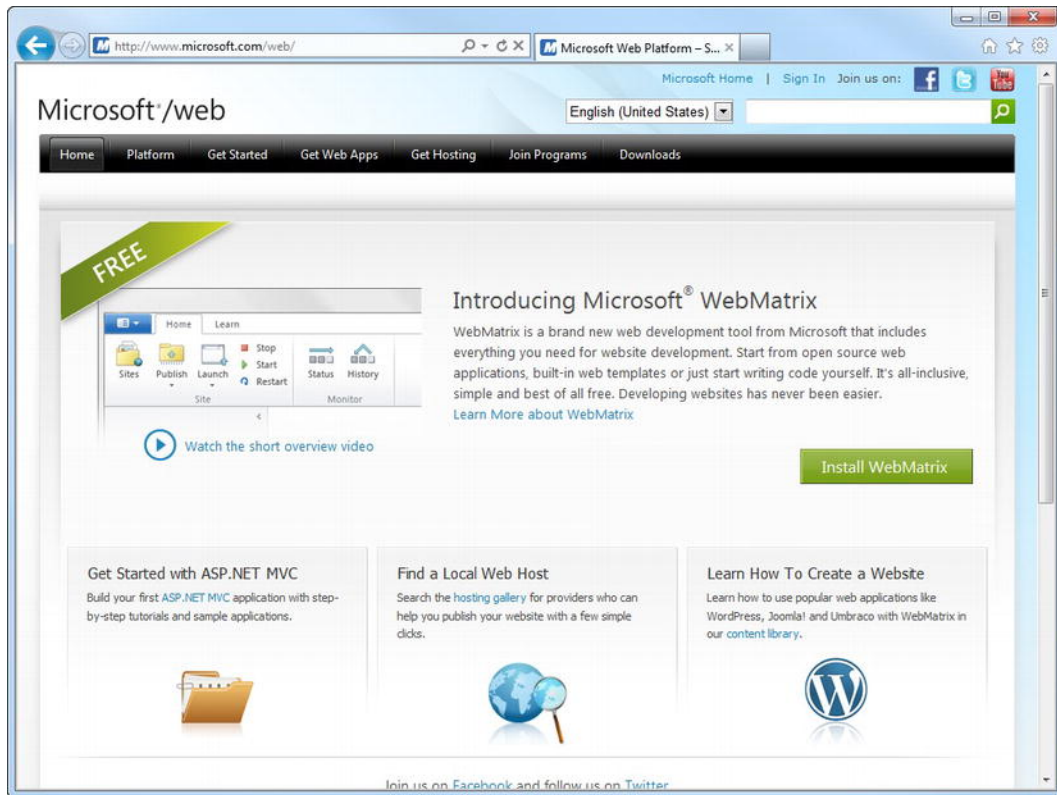 http://www.microsoft.com/web/
Microsoft Web Platform – S...
Microsoft Home | Sign In Join us on:
f
You Tube
Microsoft®/web
English (United States)
Home Platform Get Started Get Web Apps Get Hosting Join Programs Downloads
FREE
Home Learn
Sites Publish Launch Stop Start Restart Status History
Site Monitor
Watch the short overview video
Introducing Microsoft® WebMatrix
WebMatrix is a brand new web development tool from Microsoft that includes
everything you need for website development. Start from open source web
applications, built-in web templates or just start writing code yourself. It's all-inclusive,
simple and best of all free. Developing websites has never been easier.
Learn More about WebMatrix
Install WebMatrix
Get Started with ASP.NET MVC
Build your first ASP.NET MVC application with step-
by-step tutorials and sample applications.
Find a Local Web Host
Search the hosting gallery for providers who can
help you publish your website with a few simple
clicks.
Learn How To Create a Website
Learn how to use popular web applications like
WordPress, Joomla! and Umbraco with WebMatrix in
our content library.
Join us on Facebook and follow us on Twitter